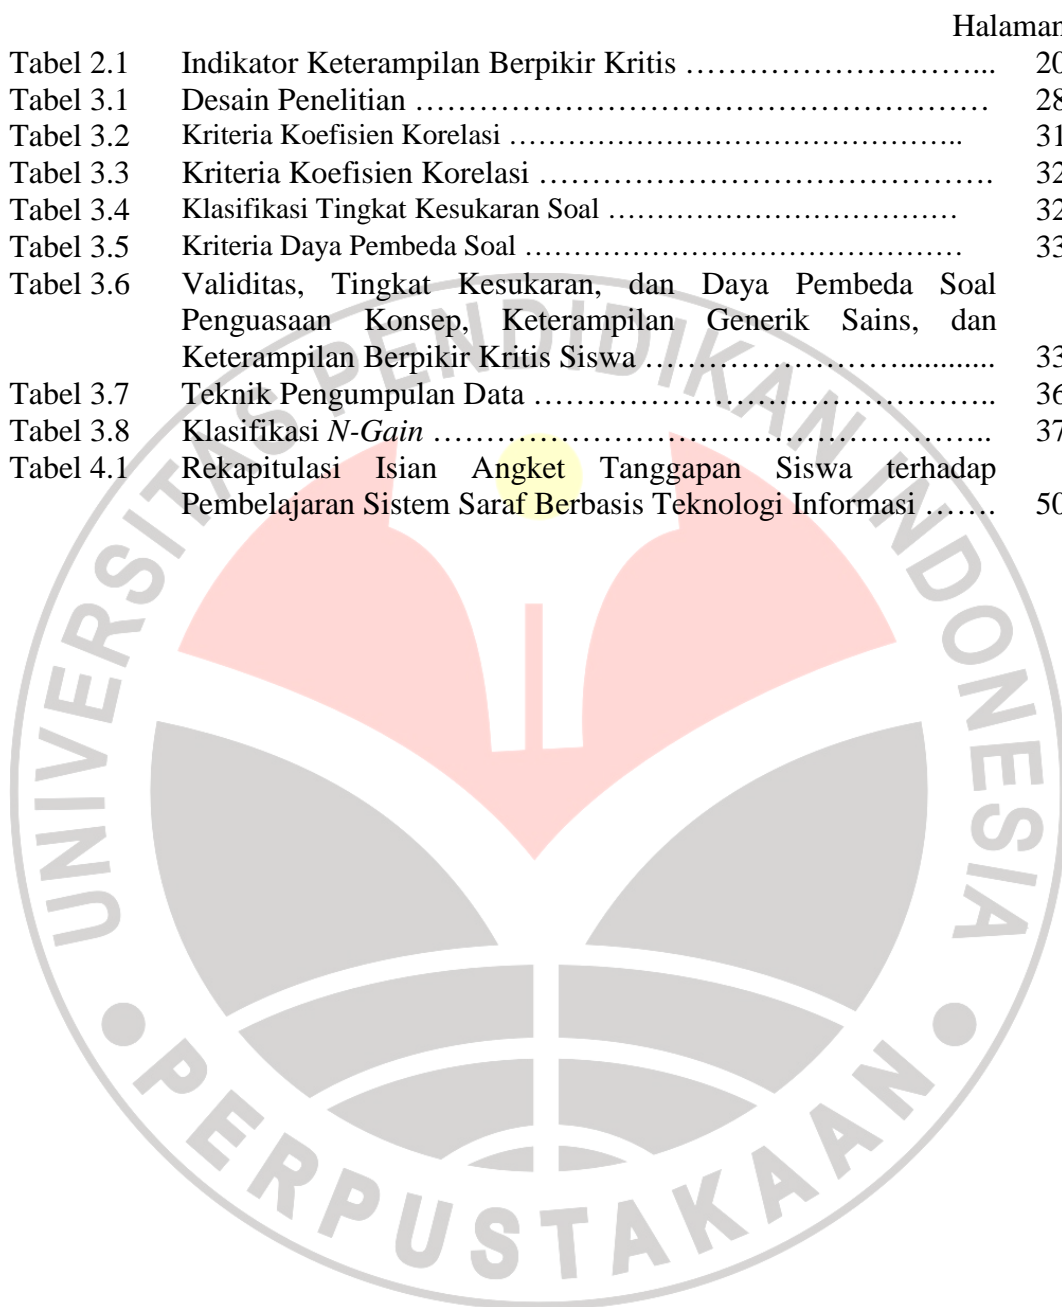 Halaman
Tabel 2.1 Indikator Keterampilan Berpikir Kritis ………………………... 20
Tabel 3.1 Desain Penelitian ……………………………………………… 28
Tabel 3.2 Kriteria Koefisien Korelasi …………………………………….. 31
Tabel 3.3 Kriteria Koefisien Korelasi ……………………………………. 32
Tabel 3.4 Klasifikasi Tingkat Kesukaran Soal …………………………… 32
Tabel 3.5 Kriteria Daya Pembeda Soal …………………………………… 33
Tabel 3.6 Validitas, Tingkat Kesukaran, dan Daya Pembeda Soal
Penguasaan Konsep, Keterampilan Generik Sains, dan
Keterampilan Berpikir Kritis Siswa ……………………............ 33
Tabel 3.7 Teknik Pengumpulan Data …………………………………….. 36
Tabel 3.8 Klasifikasi N-Gain …………………………………………….. 37
Tabel 4.1 Rekapitulasi Isian Angket Tanggapan Siswa terhadap
Pembelajaran Sistem Saraf Berbasis Teknologi Informasi ……. 50
UNIVERSITAS PENDIDIKAN INDONESIA
PERPUSTAKAAN